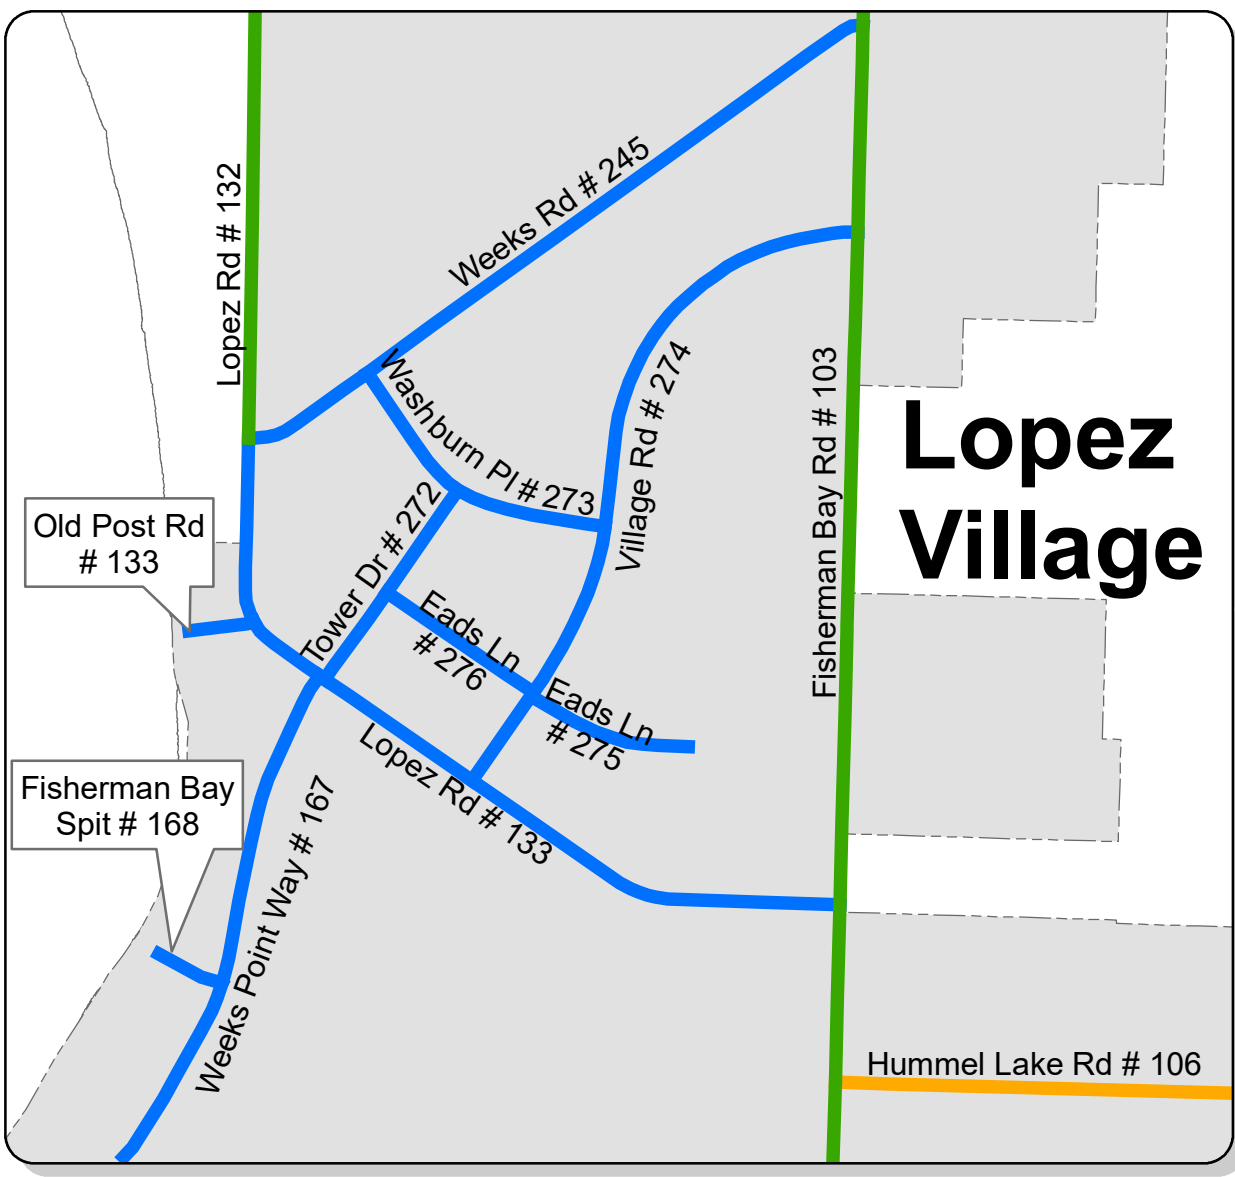 Weeks Rd # 245
Lopez Rd # 132
Village Rd # 274
Fisherman Bay Rd # 103
Washburn Pl # 273
Lopez
Village
Old Post Rd
# 133
Tower Dr # 272
Eads Ln
# 276
Eads Ln
# 275
Lopez Rd # 133
Fisherman Bay
Spit # 168
Weeks Point Way # 167
Hummel Lake Rd # 106